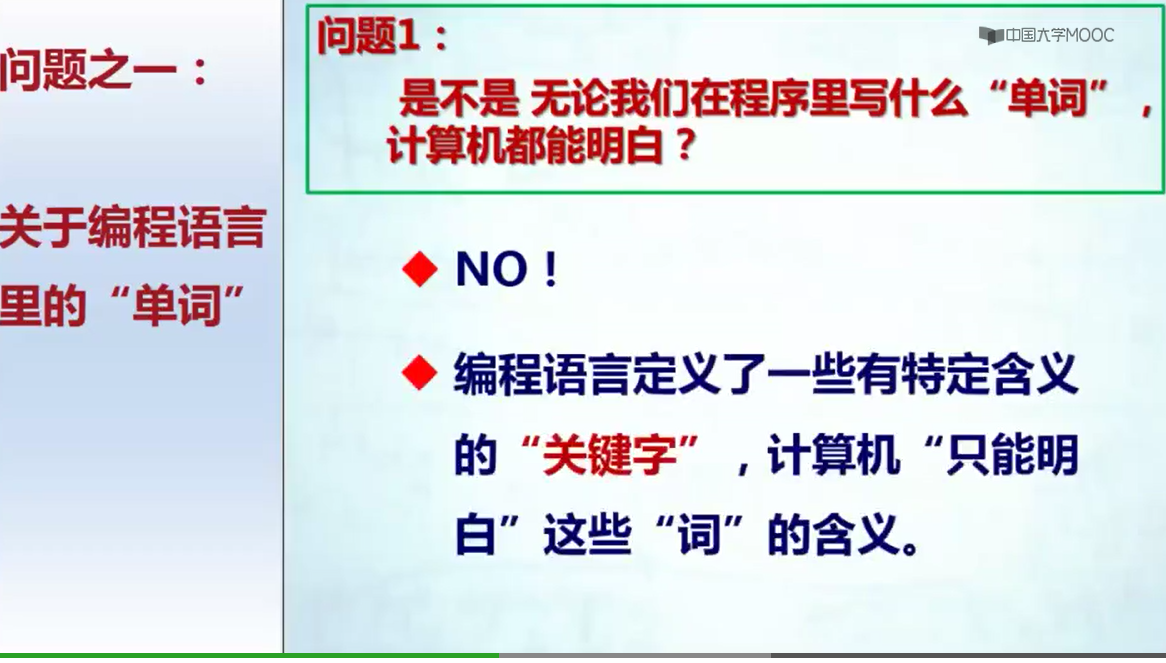 问题之一：
关于编程语言
里的“单词”
中国大学MOOC
问题1：
是不是 无论我们在程序里写什么“单词”，
计算机都能明白？
NO！
编程语言定义了一些有特定含义
的“关键字”，计算机“只能明
白”这些“词”的含义。